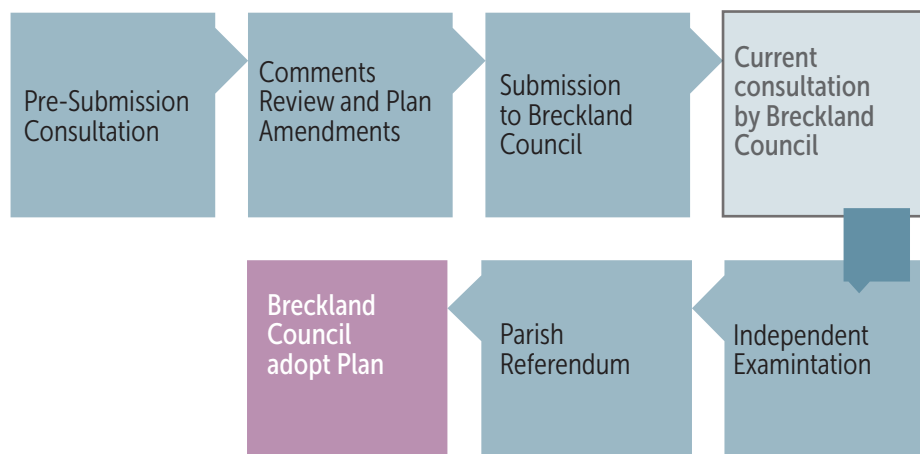 Pre-Submission
Consultation
Comments
Review and Plan
Amendments
Submission
to Breckland
Council
Current
consultation
by Breckland
Council
Independent
Examintation
Parish
Referendum
Breckland
Council
adopt Plan